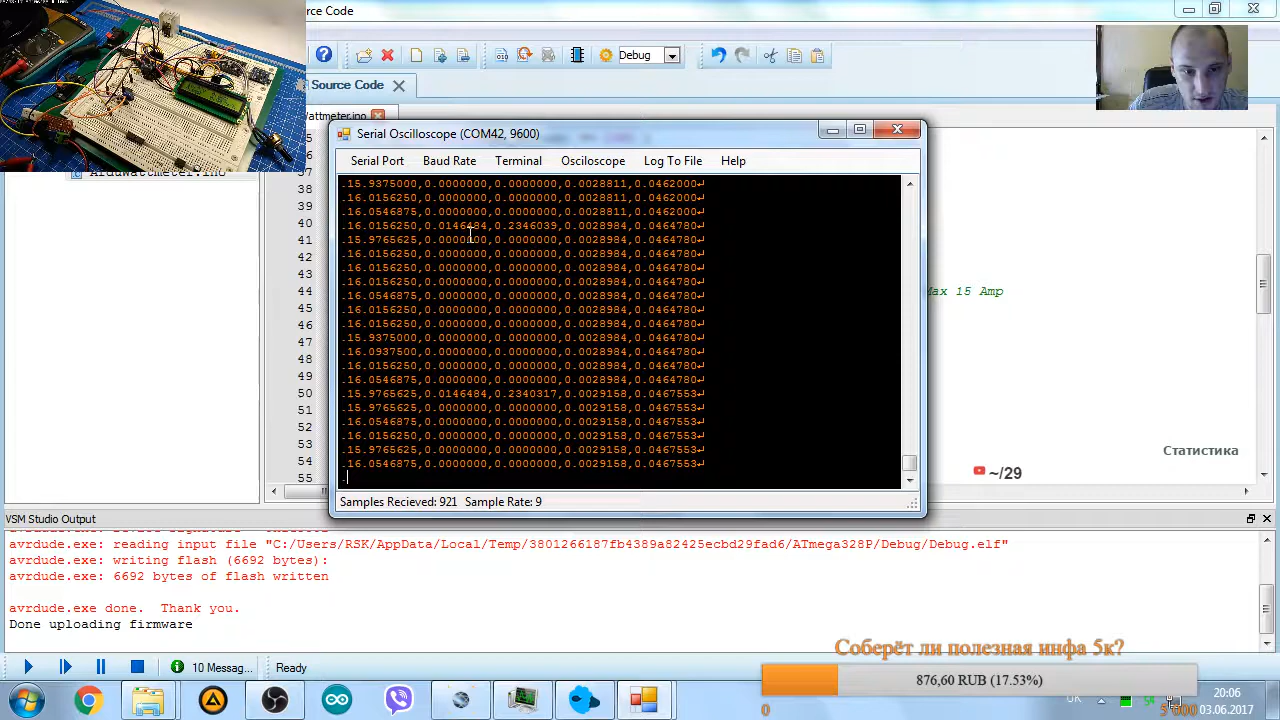 Source Code
Debug
Source Code
attmeter.ino
Serial Oscilloscope (COM42, 9600)
Serial Port Baud Rate Terminal Oscilloscope Log To File Help
.15.9375000,0.0000000,0.0000000,0.0028811,0.0462000↵
.16.0156250,0.0000000,0.0000000,0.0028811,0.0462000↵
.16.0546875,0.0000000,0.0000000,0.0028811,0.0462000↵
.16.0156250,0.0146484,0.2346039,0.0028984,0.0464780↵
.15.9765625,0.0000000,0.0000000,0.0028984,0.0464780↵
.16.0156250,0.0000000,0.0000000,0.0028984,0.0464780↵
.16.0156250,0.0000000,0.0000000,0.0028984,0.0464780↵
.16.0156250,0.0000000,0.0000000,0.0028984,0.0464780↵
.16.0546875,0.0000000,0.0000000,0.0028984,0.0464780↵
.16.0156250,0.0000000,0.0000000,0.0028984,0.0464780↵
.16.0156250,0.0000000,0.0000000,0.0028984,0.0464780↵
.15.9375000,0.0000000,0.0000000,0.0028984,0.0464780↵
.16.0937500,0.0000000,0.0000000,0.0028984,0.0464780↵
.16.0156250,0.0000000,0.0000000,0.0028984,0.0464780↵
.16.0546875,0.0000000,0.0000000,0.0028984,0.0464780↵
.15.9765625,0.0146484,0.2340317,0.0029158,0.0467553↵
.15.9765625,0.0000000,0.0000000,0.0029158,0.0467553↵
.16.0546875,0.0000000,0.0000000,0.0029158,0.0467553↵
.16.0156250,0.0000000,0.0000000,0.0029158,0.0467553↵
.15.9765625,0.0000000,0.0000000,0.0029158,0.0467553↵
.16.0546875,0.0000000,0.0000000,0.0029158,0.0467553↵
.
Samples Recieved: 921 Sample Rate: 9
37
38
39
40
41
42
43
44
45
46
47
48
49
50
51
52
53
54
55
Max 15 Amp
Статистика
~/29
VSM Studio Output
avrdude.exe: reading input file "C:/Users/RSK/AppData/Local/Temp/3801266187fb4389a82425ecbd29fad6/ATmega328P/Debug/Debug.elf"
avrdude.exe: writing flash (6692 bytes):
avrdude.exe: 6692 bytes of flash written
avrdude.exe done. Thank you.
Done uploading firmware
10 Messag... Ready
Соберёт ли полезная инфа 5к?
876,60 RUB (17.53%)
0 5 000
UK
20:06
03.06.2017